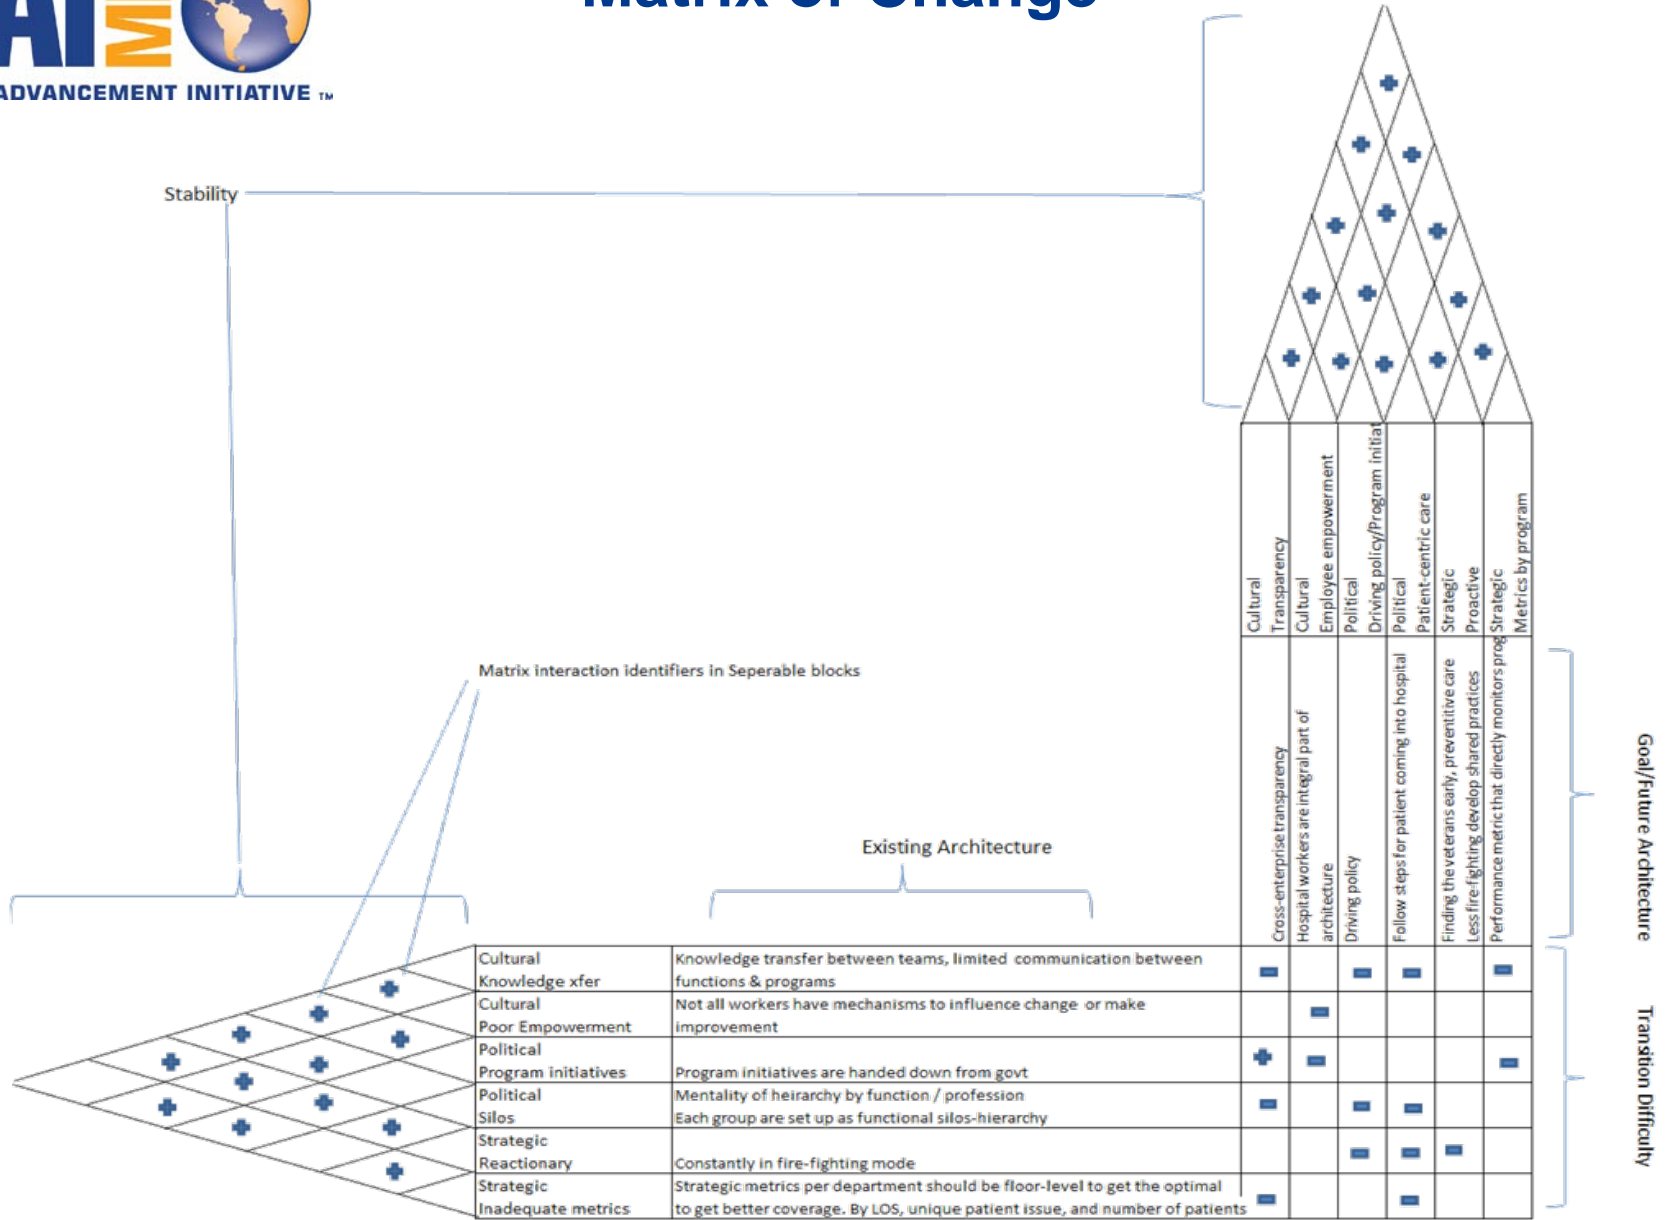 Matrix of Change
ADVANCEMENT INITIATIVE TM
Stability
Matrix interaction identifiers in Seperable blocks
Existing Architecture
Cultural
Transparency
Cultural
Employee empowerment
Political
Driving policy/Program initiat
Political
Patient-centric care
Strategic
Proactive
Strategic
Metrics by program
Cross-enterprise transparency
Hospital workers are integral part of
architecture
Driving policy
Follow steps for patient coming into hospital
Finding the veterans early, preventitive care
Less fire-fighting develop shared practices
Performance metric that directly monitors prog
Goal/Future Architecture
Transition Difficulty
Cultural
Knowledge xfer
Knowledge transfer between teams, limited communication between
functions & programs
Cultural
Poor Empowerment
Not all workers have mechanisms to influence change or make
improvement
Political
Program initiatives
Program initiatives are handed down from govt
Political
Silos
Mentality of heirarchy by function / profession
Each group are set up as functional silos-hierarchy
Strategic
Reactionary
Constantly in fire-fighting mode
Strategic
Inadequate metrics
Strategic metrics per department should be floor-level to get the optimal
to get better coverage. By LOS, unique patient issue, and number of patients